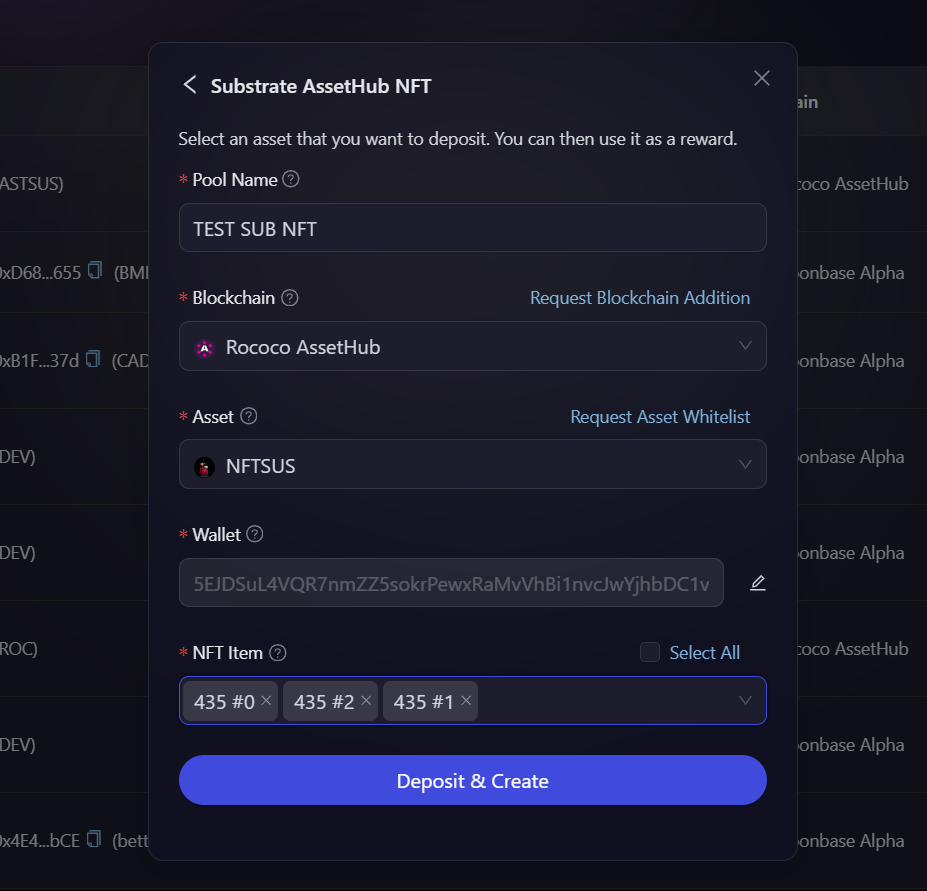 Substrate AssetHub NFT
Select an asset that you want to deposit. You can then use it as a reward.
* Pool Name
TEST SUB NFT
* Blockchain
Request Blockchain Addition
Rococo AssetHub
* Asset
Request Asset Whitelist
NFTSUS
* Wallet
5EJDSuL4VQR7nmZZ5sokrPewxRaMvVhBi1nvcJwYjhbDC1v
* NFT Item
Select All
435 #0 × 435 #2 × 435 #1 ×
Deposit & Create
ain
ASTSUS)
coco AssetHub
0xD68...655 (BMI
onbase Alpha
0xB1F...37d (CAD
onbase Alpha
DEV)
onbase Alpha
DEV)
onbase Alpha
ROC)
coco AssetHub
DEV)
onbase Alpha
0x4E4...bCE (bett
onbase Alpha